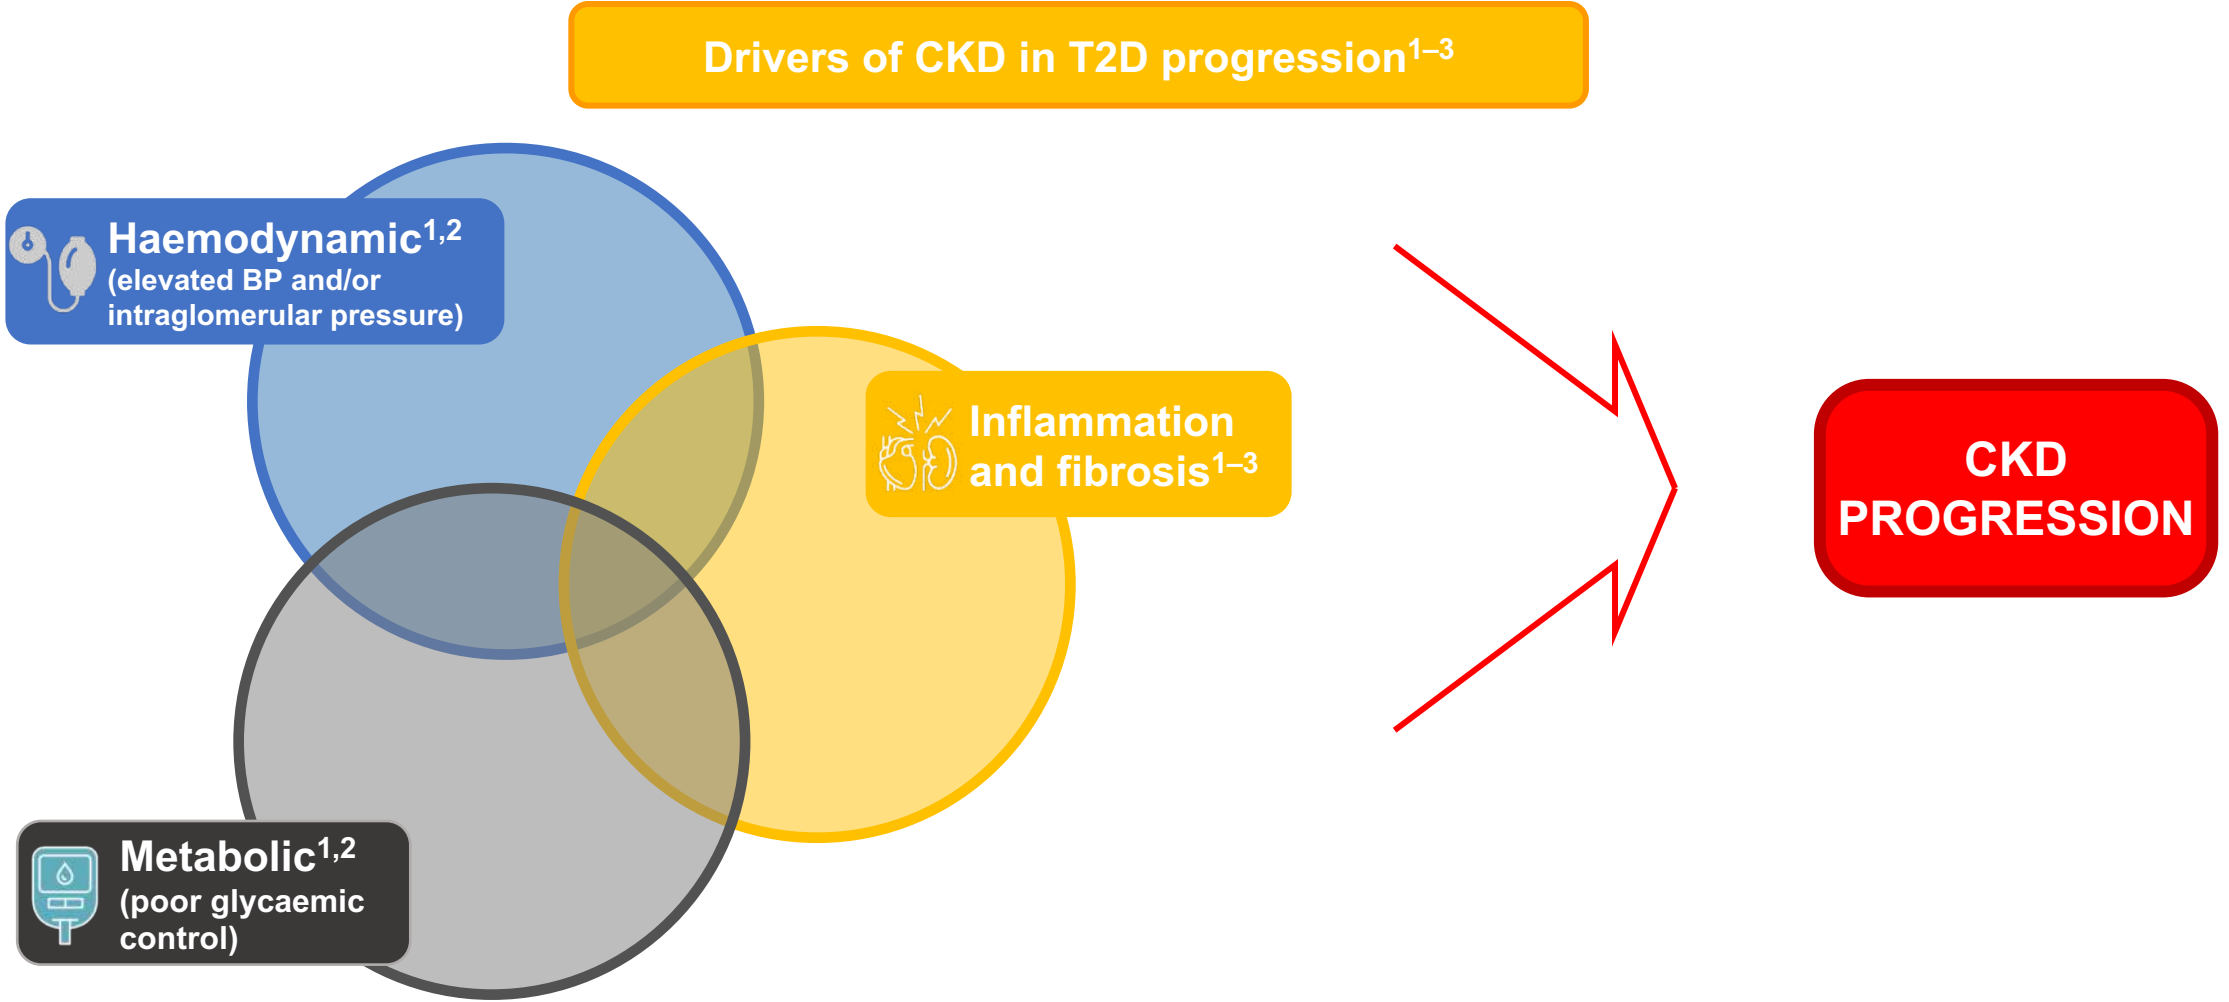 Drivers of CKD in T2D progression¹⁻³
Haemodynamic¹,²
(elevated BP and/or
intraglomerular pressure)
Inflammation
and fibrosis¹⁻³
CKD
PROGRESSION
Metabolic¹,²
(poor glycaemic
control)